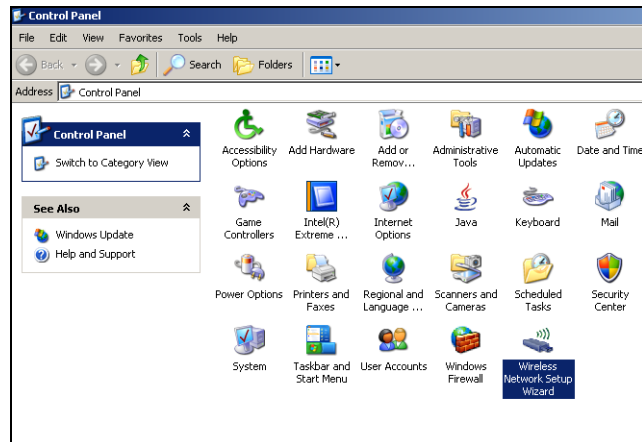 Control Panel
File Edit View Favorites Tools Help
Back Search Folders
Address Control Panel
Control Panel
Switch to Category View
See Also
Windows Update
Help and Support
Accessibility Options
Add Hardware
Add or Remov...
Administrative Tools
Automatic Updates
Date and Time
Game Controllers
Intel(R) Extreme ...
Internet Options
Java
Keyboard
Mail
Power Options
Printers and Faxes
Regional and Language ...
Scanners and Cameras
Scheduled Tasks
Security Center
System
Taskbar and Start Menu
User Accounts
Windows Firewall
Wireless Network Setup Wizard